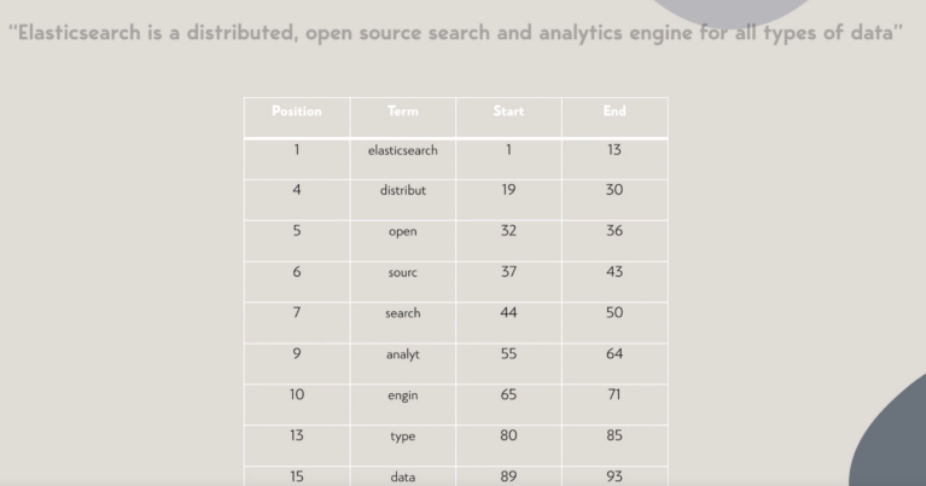 "Elasticsearch is a distributed, open source search and analytics engine for all types of data"
Position Term Start End
1 elasticsearch 1 13
4 distribut 19 30
5 open 32 36
6 sourc 37 43
7 search 44 50
9 analyt 55 64
10 engin 65 71
13 type 80 85
15 data 89 93